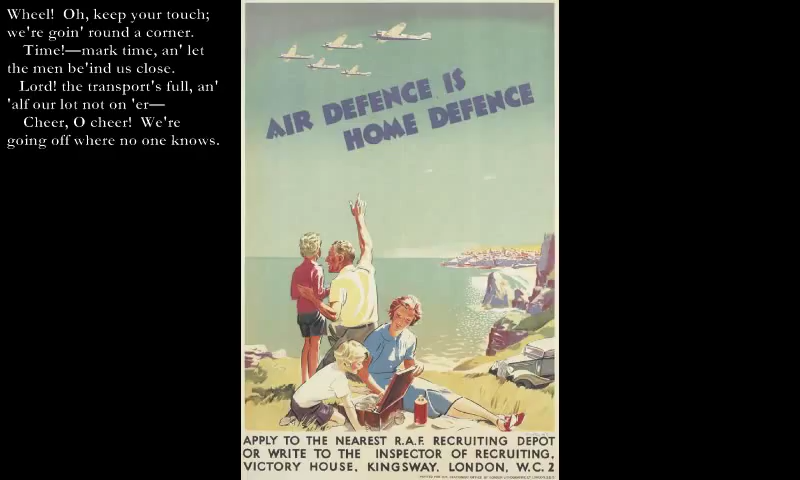 Wheel!  Oh, keep your touch;
we're goin' round a corner.
Time!—mark time, an' let
the men be'ind us close.
Lord! the transport's full, an'
'alf our lot not on 'er—
Cheer, O cheer!  We're
going off where no one knows.
AIR DEFENCE IS
HOME DEFENCE
APPLY TO THE NEAREST R.A.F. RECRUITING DEPOT
OR WRITE TO THE INSPECTOR OF RECRUITING,
VICTORY HOUSE, KINGSWAY, LONDON, W.C.2